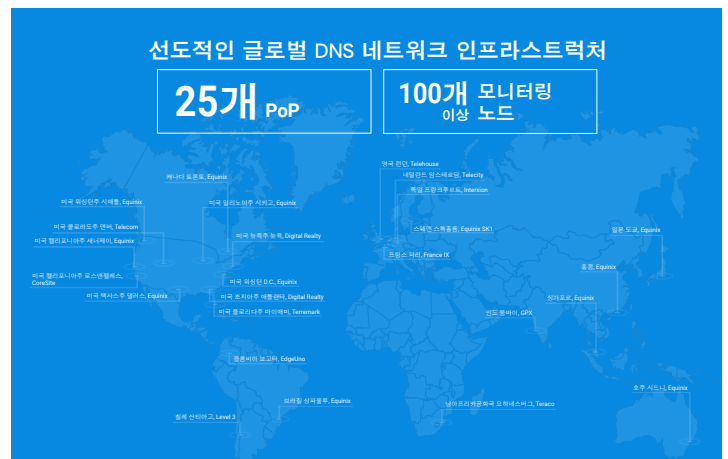 선도적인 글로벌 DNS 네트워크 인프라스트럭처
25개 PoP
100개 모니터링
이상 노드
영국 런던, Telehouse
네덜란드 암스테르담, Telecity
캐나다 토론토, Equinix
독일 프랑크푸르트, Interxion
미국 워싱턴주 시애틀, Equinix
미국 일리노이주 시카고, Equinix
미국 콜로라도주 덴버, Telecom
스웨덴 스톡홀름, Equinix SK1
일본 도쿄, Equinix
미국 뉴욕주 뉴욕, Digital Realty
미국 캘리포니아주 새너제이, Equinix
프랑스 파리, France IX
홍콩, Equinix
미국 캘리포니아주 로스앤젤레스,
CoreSite
미국 워싱턴 D.C., Equinix
미국 텍사스주 댈러스, Equinix
미국 조지아주 애틀랜타, Digital Realty
싱가포르, Equinix
미국 플로리다주 마이애미, Terremark
인도 뭄바이, GPX
콜롬비아 보고타, EdgeUno
호주 시드니, Equinix
브라질 상파울루, Equinix
남아프리카공화국 요하네스버그, Teraco
칠레 산티아고, Level 3